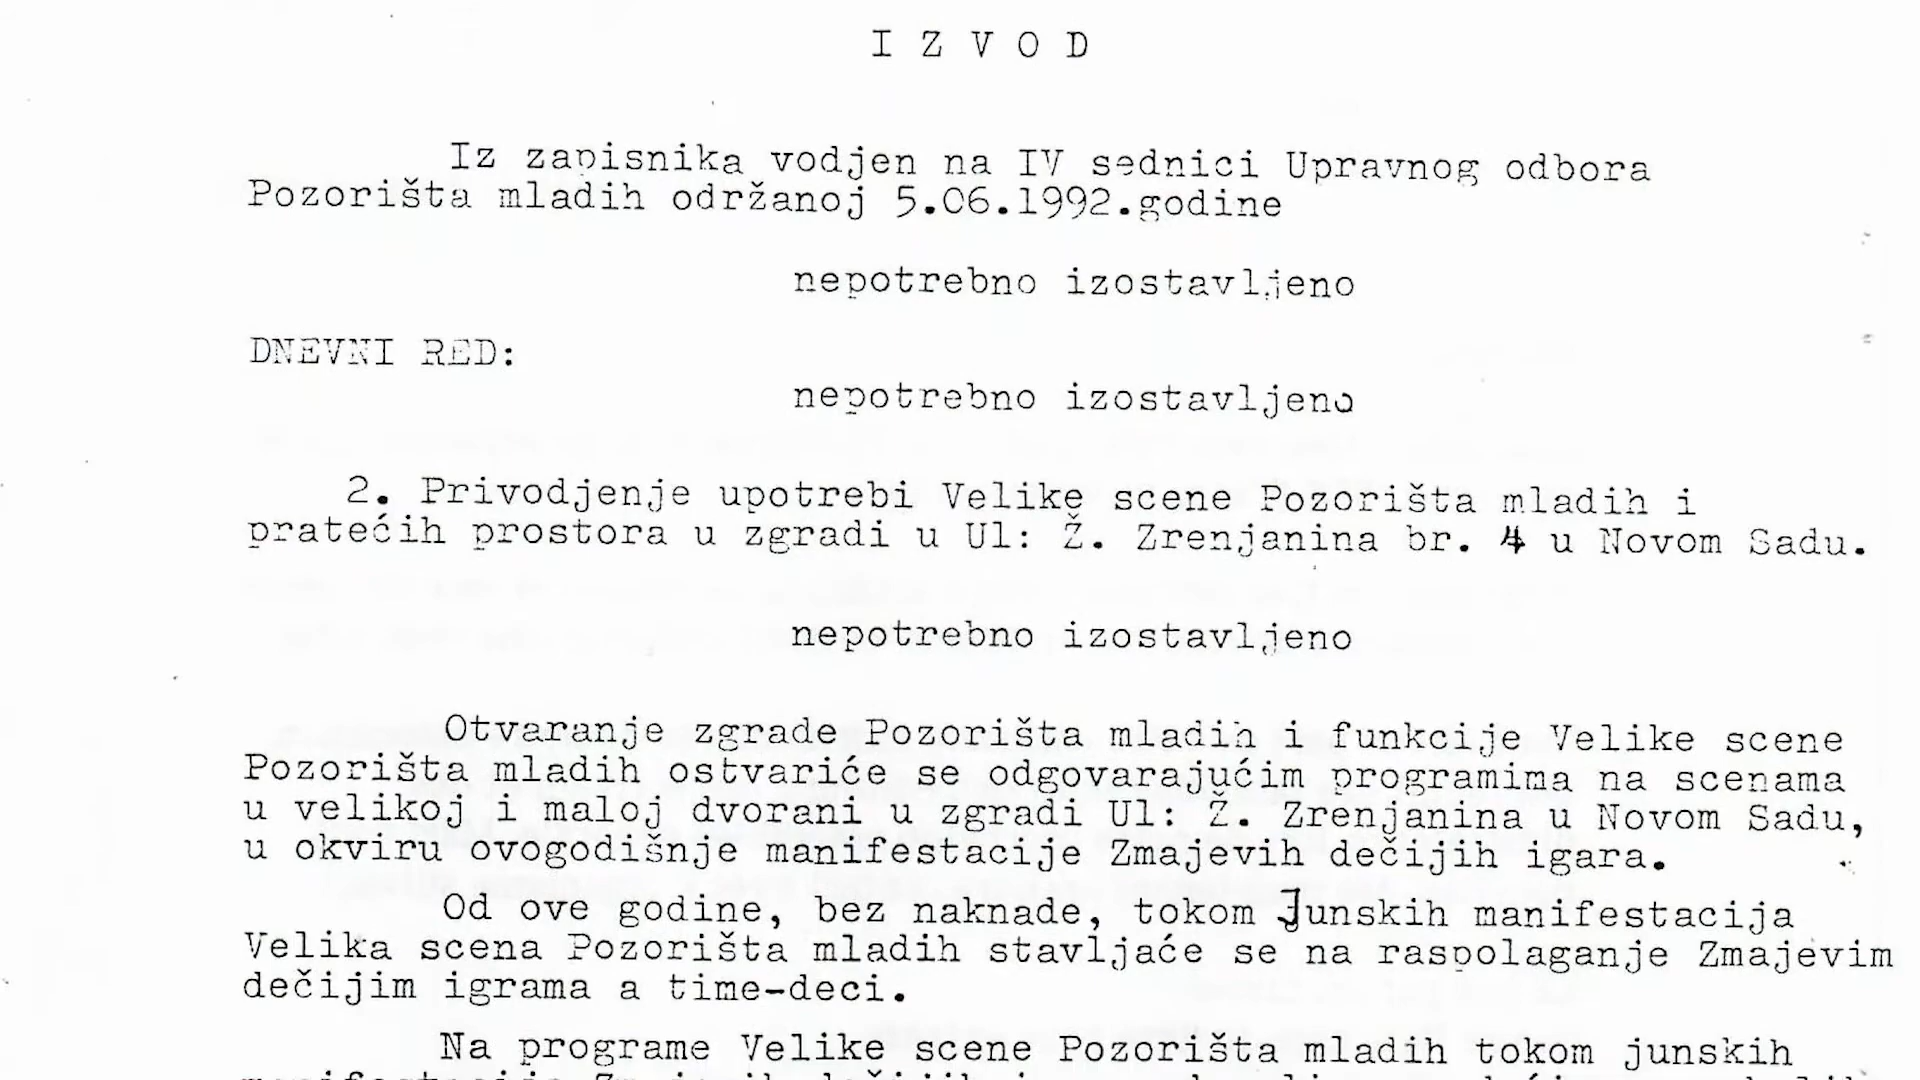 I Z V O D
Iz zapisnika vodjen na IV sednici Upravnog odbora
Pozorišta mladih održanoj 5.06.1992.godine
nepotrebno izostavljeno
DNEVNI RED:
nepotrebno izostavljeno
2. Privodjenje upotrebi Velike scene Pozorišta mladih i
pratećih prostora u zgradi u Ul: Ž. Zrenjanina br. 4 u Novom Sadu.
nepotrebno izostavljeno
Otvaranje zgrade Pozorišta mladih i funkcije Velike scene
Pozorišta mladih ostvariće se odgovarajućim programima na scenama
u velikoj i maloj dvorani u zgradi Ul: Ž. Zrenjanina u Novom Sadu,
u okviru ovogodišnje manifestacije Zmajevih dečijih igara.
Od ove godine, bez naknade, tokom Junskih manifestacija
Velika scena Pozorišta mladih stavljaće se na raspolaganje Zmajevim
dečijim igrama a time-deci.
Na programe Velike scene Pozorišta mladih tokom junskih